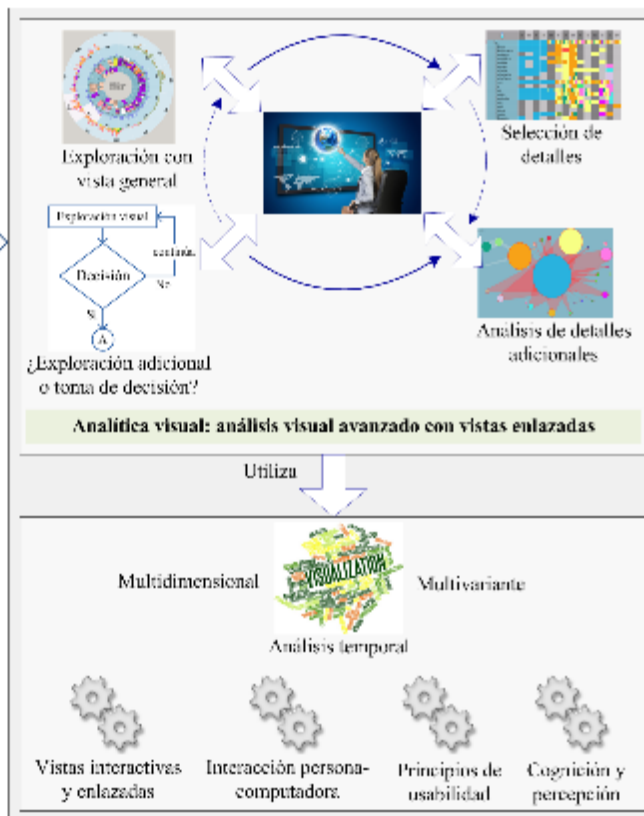 Exploración con
vista general
Selección de
detalles
Exploración visual
continúa
Decisión
No
Si
A
¿Exploración adicional
o toma de decisión?
Análisis de detalles
adicionales
Analítica visual: análisis visual avanzado con vistas enlazadas
Utiliza
Multidimensional
VISUALIZATION
Multivariante
Análisis temporal
Vistas interactivas
y enlazadas
Interacción persona-
computadora
Principios de
usabilidad
Cognición y
percepción